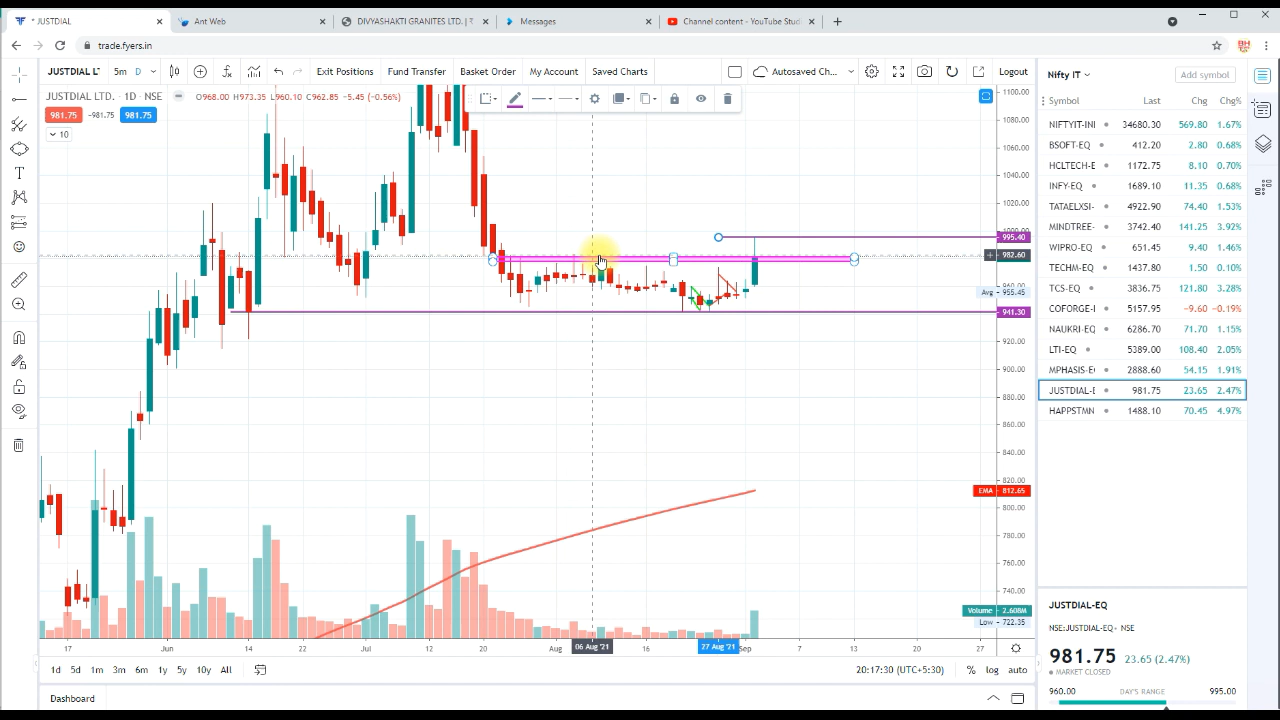 * JUSTDIAL
Ant Web
DIVYASHAKTI GRANITES LTD. | ₹
Messages
Channel content - YouTube Studi
trade.fyers.in
JUSTDIAL LT
5m
D
Exit Positions
Fund Transfer
Basket Order
My Account
Saved Charts
Autosaved Ch...
Logout
JUSTDIAL LTD. · 1D · NSE
O968.00 H973.35 L960.10 C962.85 -5.45 (-0.56%)
981.75
-981.75
981.75
10
1100.00
1080.00
1060.00
1040.00
1020.00
1000.00
995.40
982.60
960.00
Avg
955.45
941.30
920.00
900.00
880.00
860.00
840.00
820.00
EMA
812.65
800.00
780.00
760.00
740.00
Volume
2.608M
Low
722.35
17
Jun
14
22
Jul
12
20
Aug
06 Aug '21
16
27 Aug '21
Sep
7
13
20
27
1d
5d
1m
3m
6m
1y
5y
10y
All
20:17:30 (UTC+5:30)
%
log
auto
Dashboard
Nifty IT
Add symbol
Symbol Last Chg Chg%
NIFTYIT-INI 34680.30 569.80 1.67%
BSOFT-EQ 412.20 2.80 0.68%
HCLTECH-E 1172.75 8.10 0.70%
INFY-EQ 1689.10 11.35 0.68%
TATAELXSI- 4922.90 74.40 1.53%
MINDTREE- 3742.40 141.25 3.92%
WIPRO-EQ 651.45 9.40 1.46%
TECHM-EQ 1437.80 1.50 0.10%
TCS-EQ 3836.75 121.80 3.28%
COFORGE-I 5157.95 -9.60 -0.19%
NAUKRI-EQ 6286.70 71.70 1.15%
LTI-EQ 5389.00 108.40 2.05%
MPHASIS-E 2888.60 54.15 1.91%
JUSTDIAL-E 981.75 23.65 2.47%
HAPPSTMN 1488.10 70.45 4.97%
JUSTDIAL-EQ
NSE:JUSTDIAL-EQ• NSE
981.75 23.65 (2.47%)
MARKET CLOSED
960.00 DAY'S RANGE 995.00